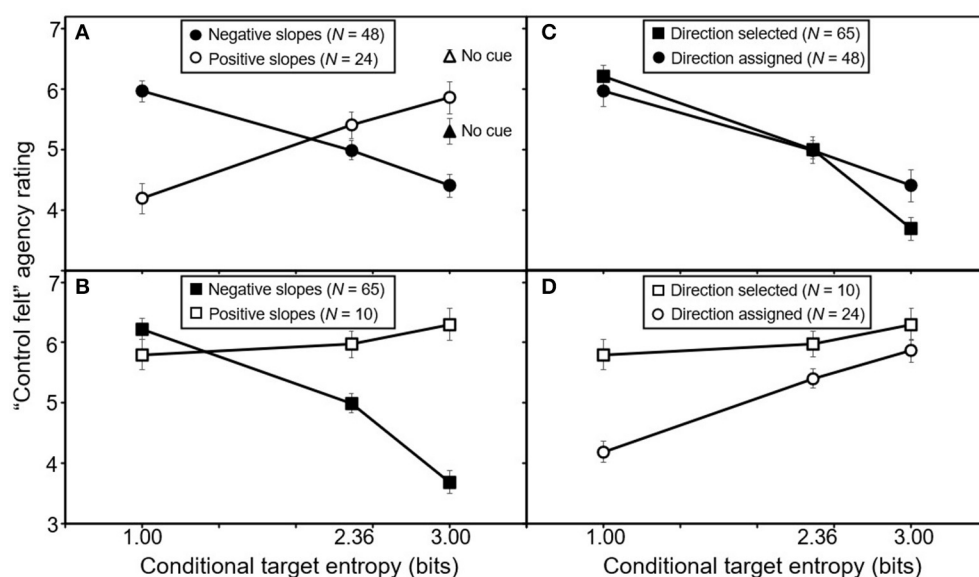 A
7
6
5
4
Negative slopes (N = 48)
Positive slopes (N = 24)
No cue
No cue
C
Direction selected (N = 65)
Direction assigned (N = 48)
B
7
6
5
4
3
Negative slopes (N = 65)
Positive slopes (N = 10)
D
Direction selected (N = 10)
Direction assigned (N = 24)
"Control felt" agency rating
1.00
2.36
3.00
1.00
2.36
3.00
Conditional target entropy (bits)
Conditional target entropy (bits)